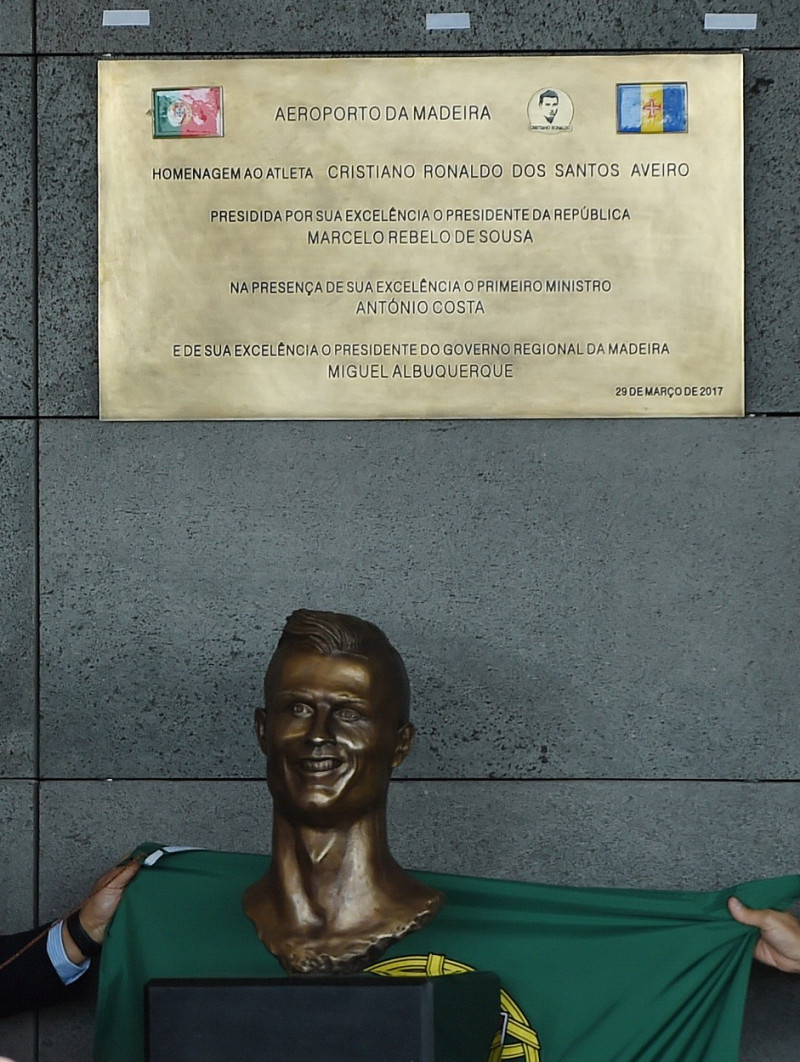 AEROPORTO DA MADEIRA
CRISTIANO RONALDO
HOMENAGEM AO ATLETA CRISTIANO RONALDO DOS SANTOS AVEIRO
PRESIDIDA POR SUA EXCELÊNCIA O PRESIDENTE DA REPÚBLICA
MARCELO REBELO DE SOUSA
NA PRESENÇA DE SUA EXCELÊNCIA O PRIMEIRO MINISTRO
ANTÓNIO COSTA
E DE SUA EXCELÊNCIA O PRESIDENTE DO GOVERNO REGIONAL DA MADEIRA
MIGUEL ALBUQUERQUE
29 DE MARÇO DE 2017